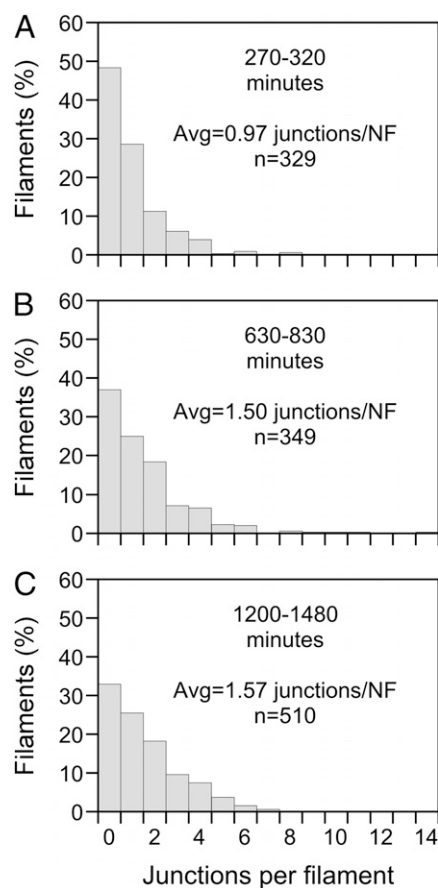 A
Filaments (%)
60
50
40
30
20
10
0
270-320
minutes
Avg=0.97 junctions/NF
n=329
B
Filaments (%)
60
50
40
30
20
10
0
630-830
minutes
Avg=1.50 junctions/NF
n=349
C
Filaments (%)
60
50
40
30
20
10
0
1200-1480
minutes
Avg=1.57 junctions/NF
n=510
0 2 4 6 8 10 12 14
Junctions per filament